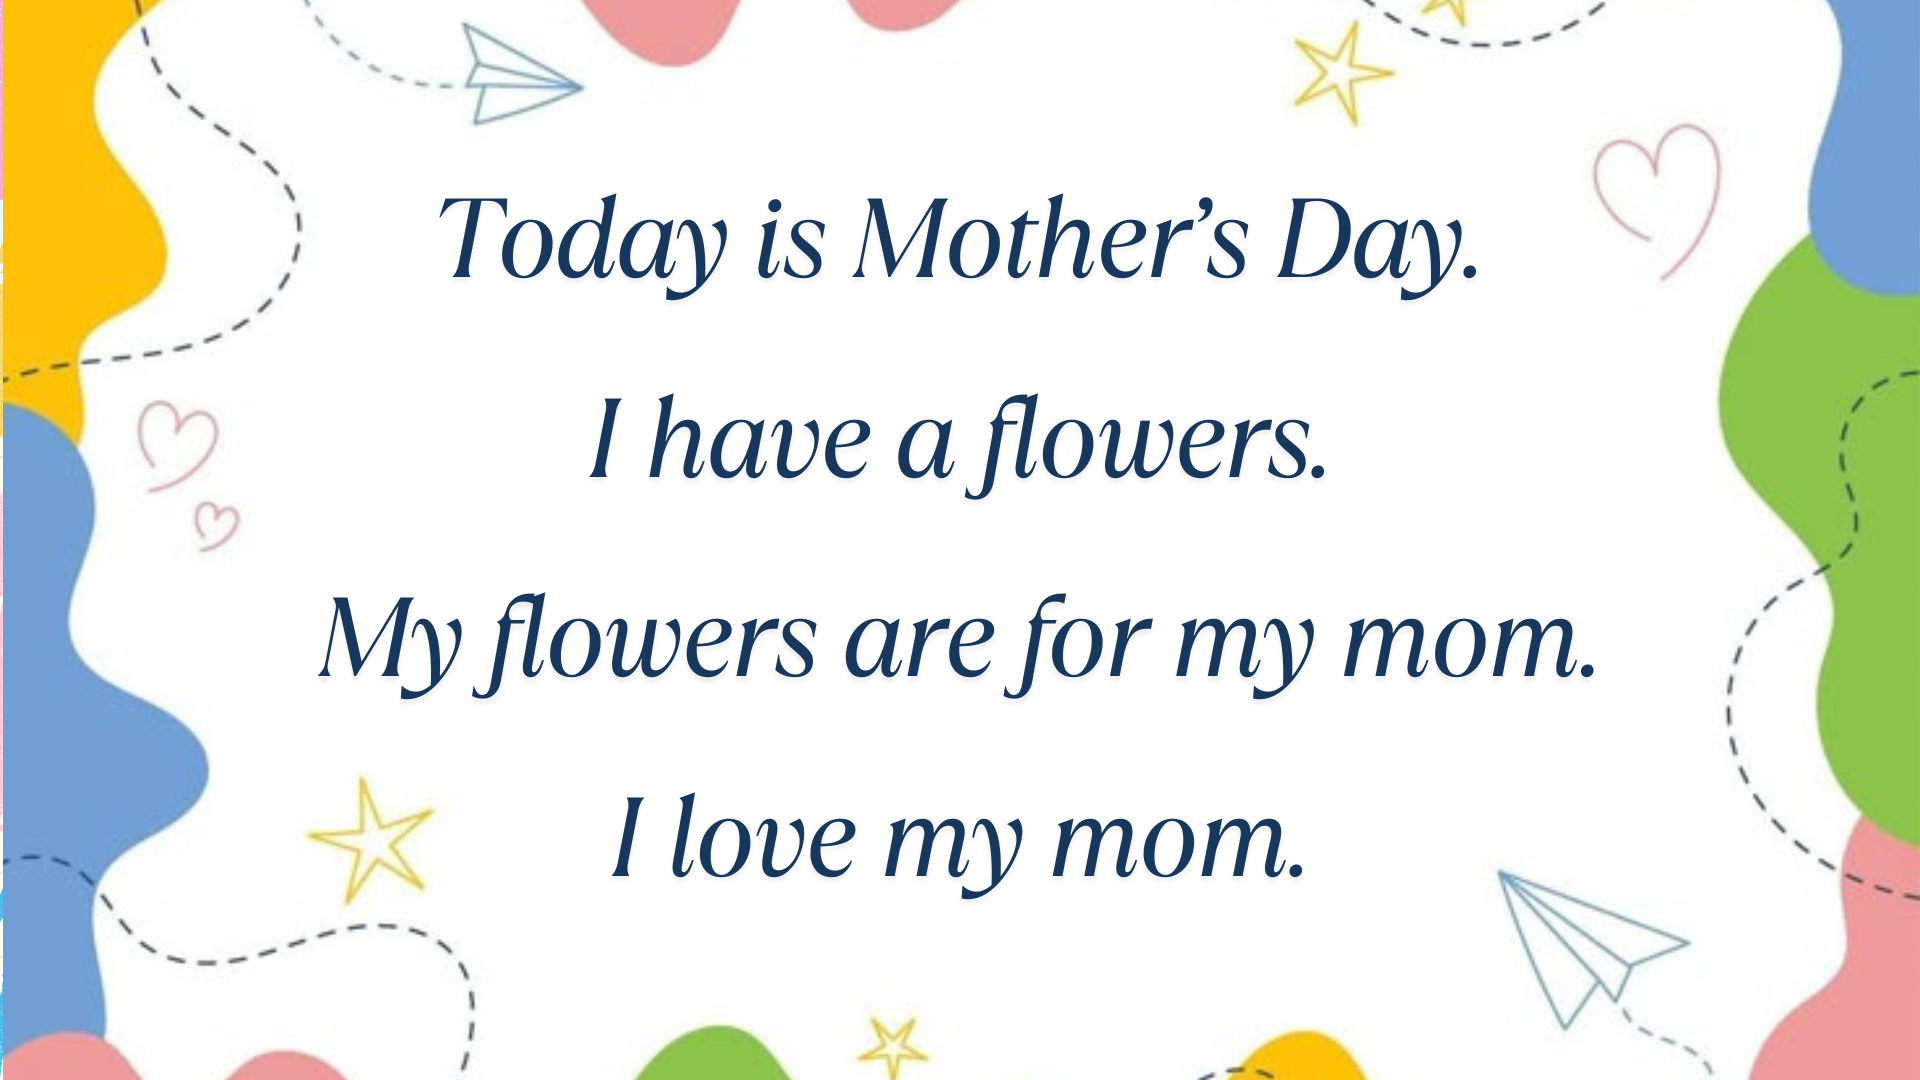 Today is Mother’s Day.
I have a flowers.
My flowers are for my mom.
I love my mom.